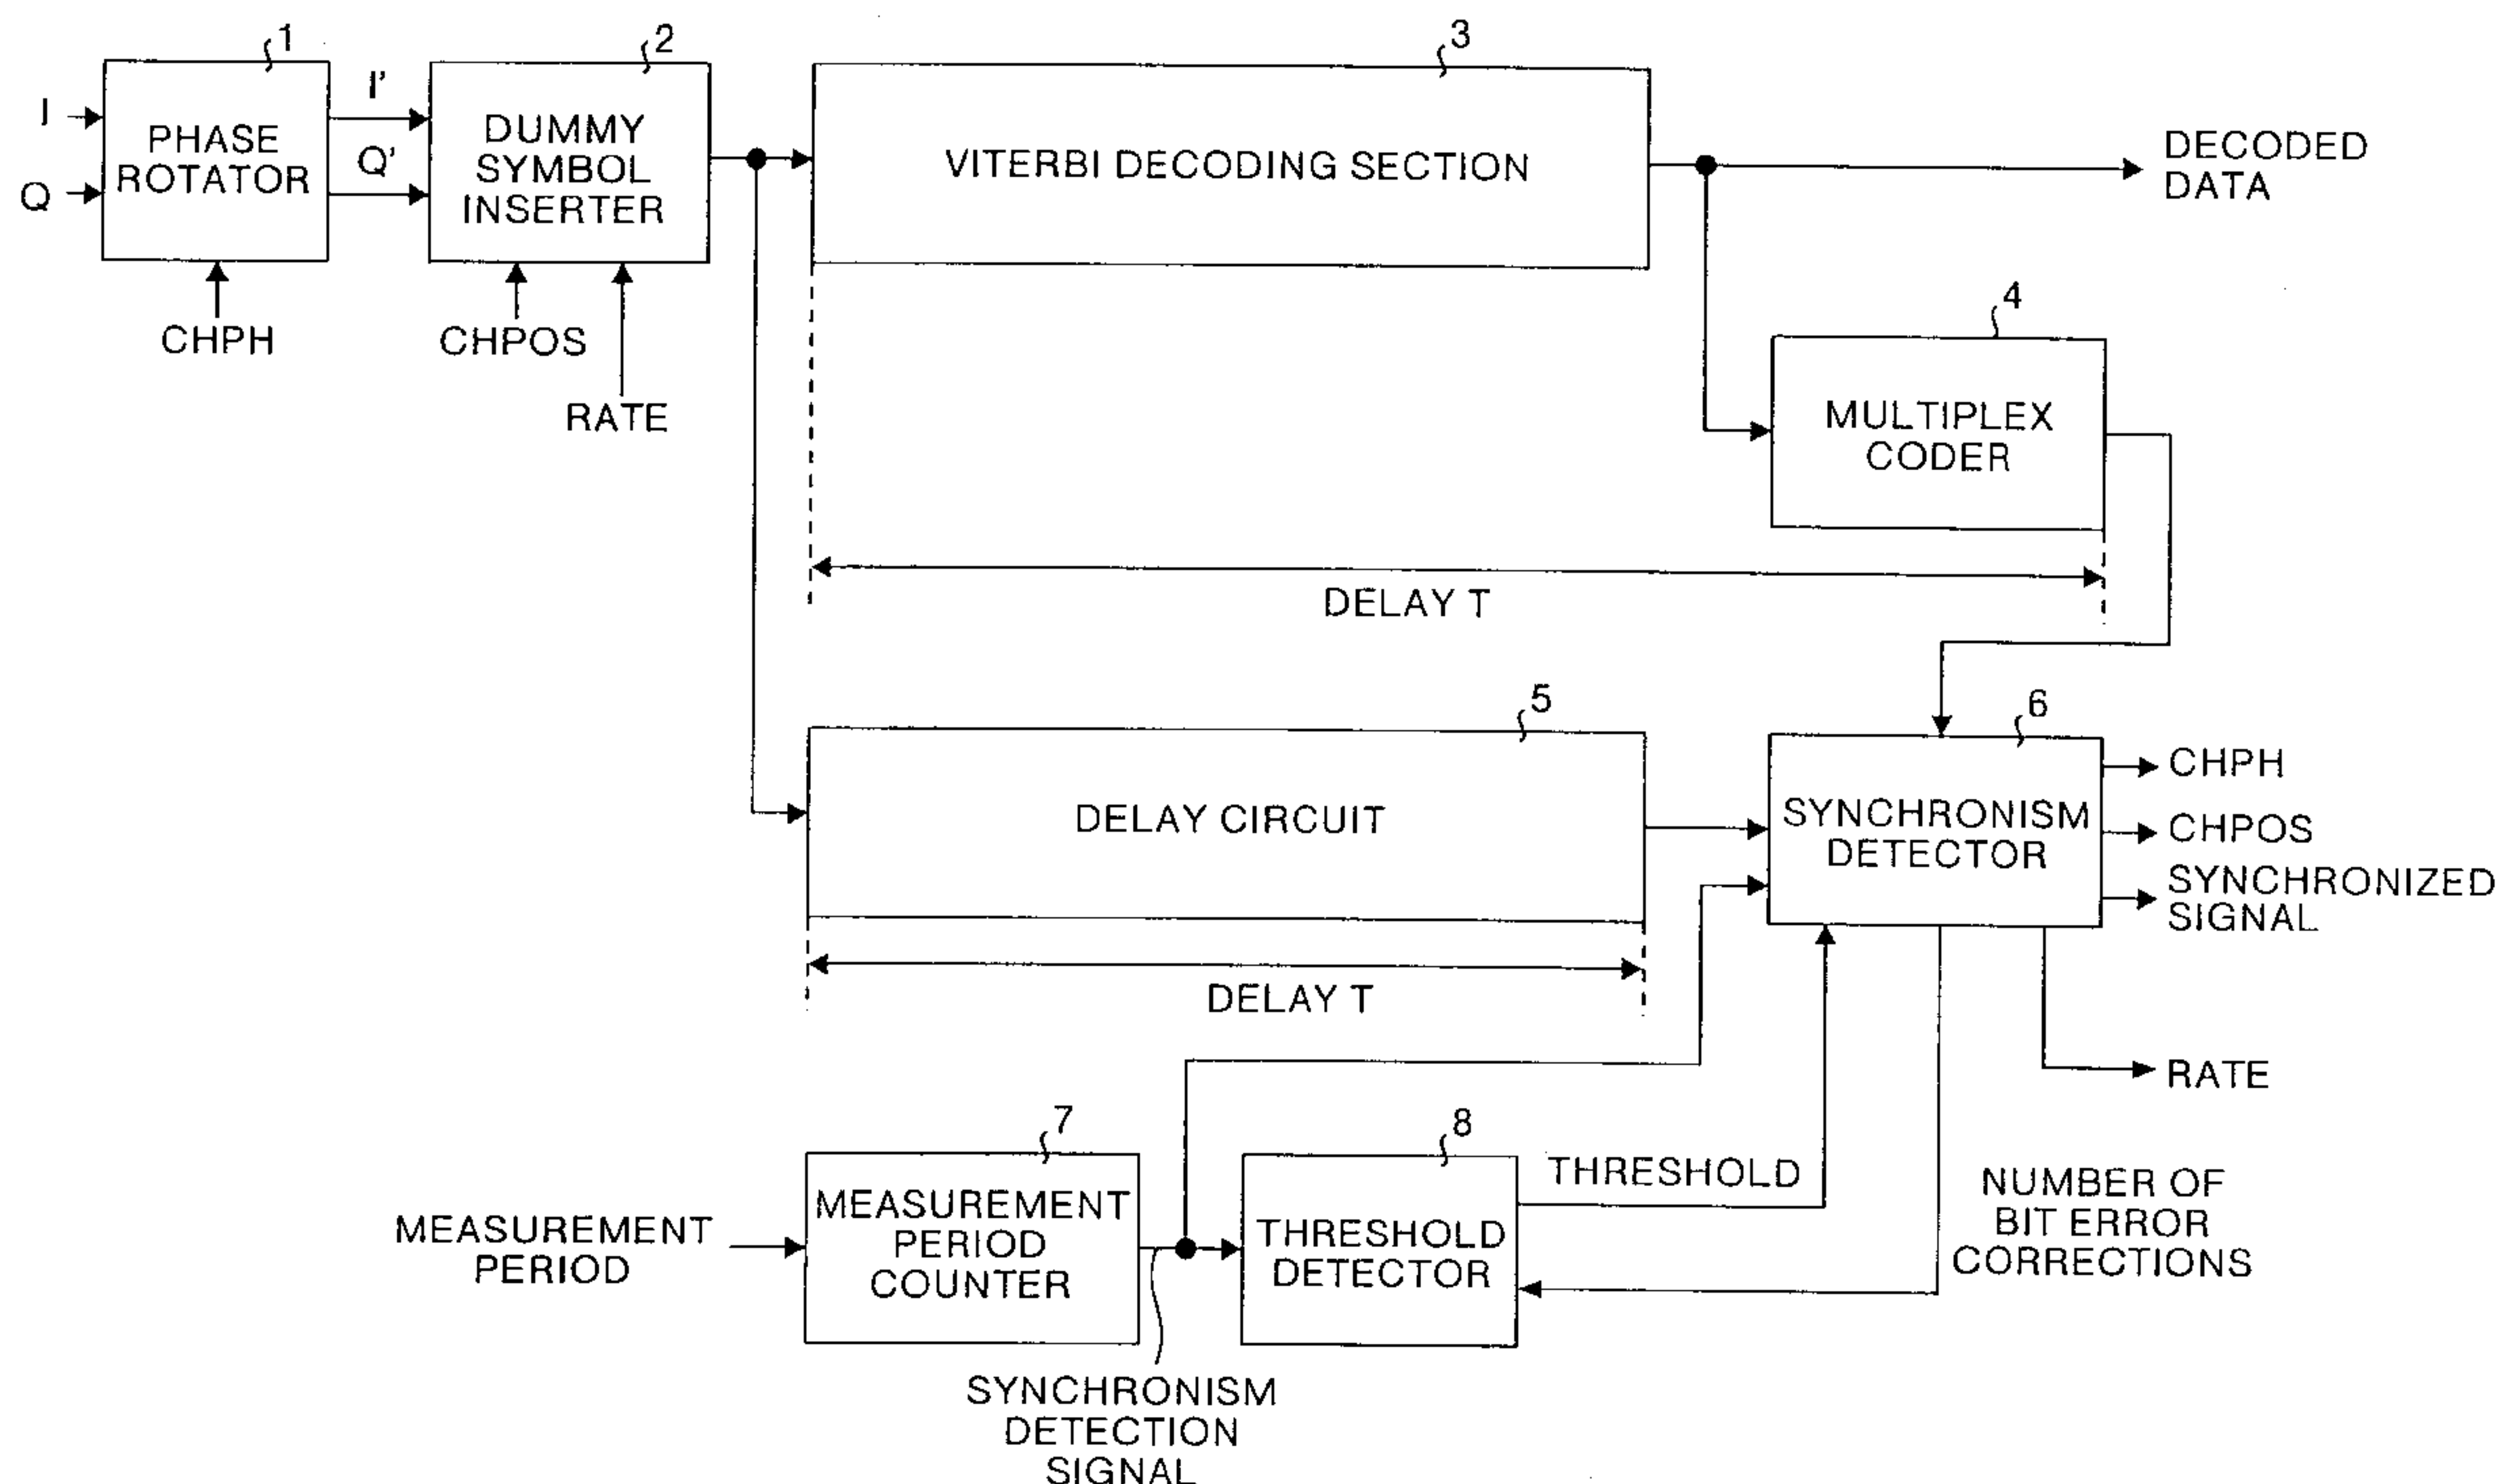 1
2
3
I
Q
PHASE
ROTATOR
I'
Q'
DUMMY
SYMBOL
INSERTER
VITERBI DECODING SECTION
DECODED
DATA
CHPH
CHPOS
RATE
4
MULTIPLEX
CODER
DELAY T
5
6
DELAY CIRCUIT
SYNCHRONISM
DETECTOR
CHPH
CHPOS
SYNCHRONIZED
SIGNAL
DELAY T
RATE
7
8
MEASUREMENT
PERIOD
MEASUREMENT
PERIOD
COUNTER
THRESHOLD
DETECTOR
THRESHOLD
NUMBER OF
BIT ERROR
CORRECTIONS
SYNCHRONISM
DETECTION
SIGNAL